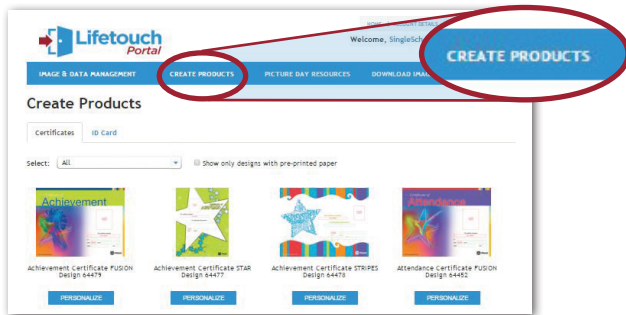 Lifetouch
Portal
Welcome, SingleSch
CREATE PRODUCTS
IMAGE & DATA MANAGEMENT CREATE PRODUCTS PICTURE DAY RESOURCES DOWNLOAD IMA
Create Products
Certificates ID Card
Select: All Show only designs with pre-printed paper
Achievement
Attendance
Achievement Certificate FUSION
Design 64479
Achievement Certificate STAR
Design 64477
Achievement Certificate STRIPES
Design 64478
Attendance Certificate FUSION
Design 64452
PERSONALIZE PERSONALIZE PERSONALIZE PERSONALIZE